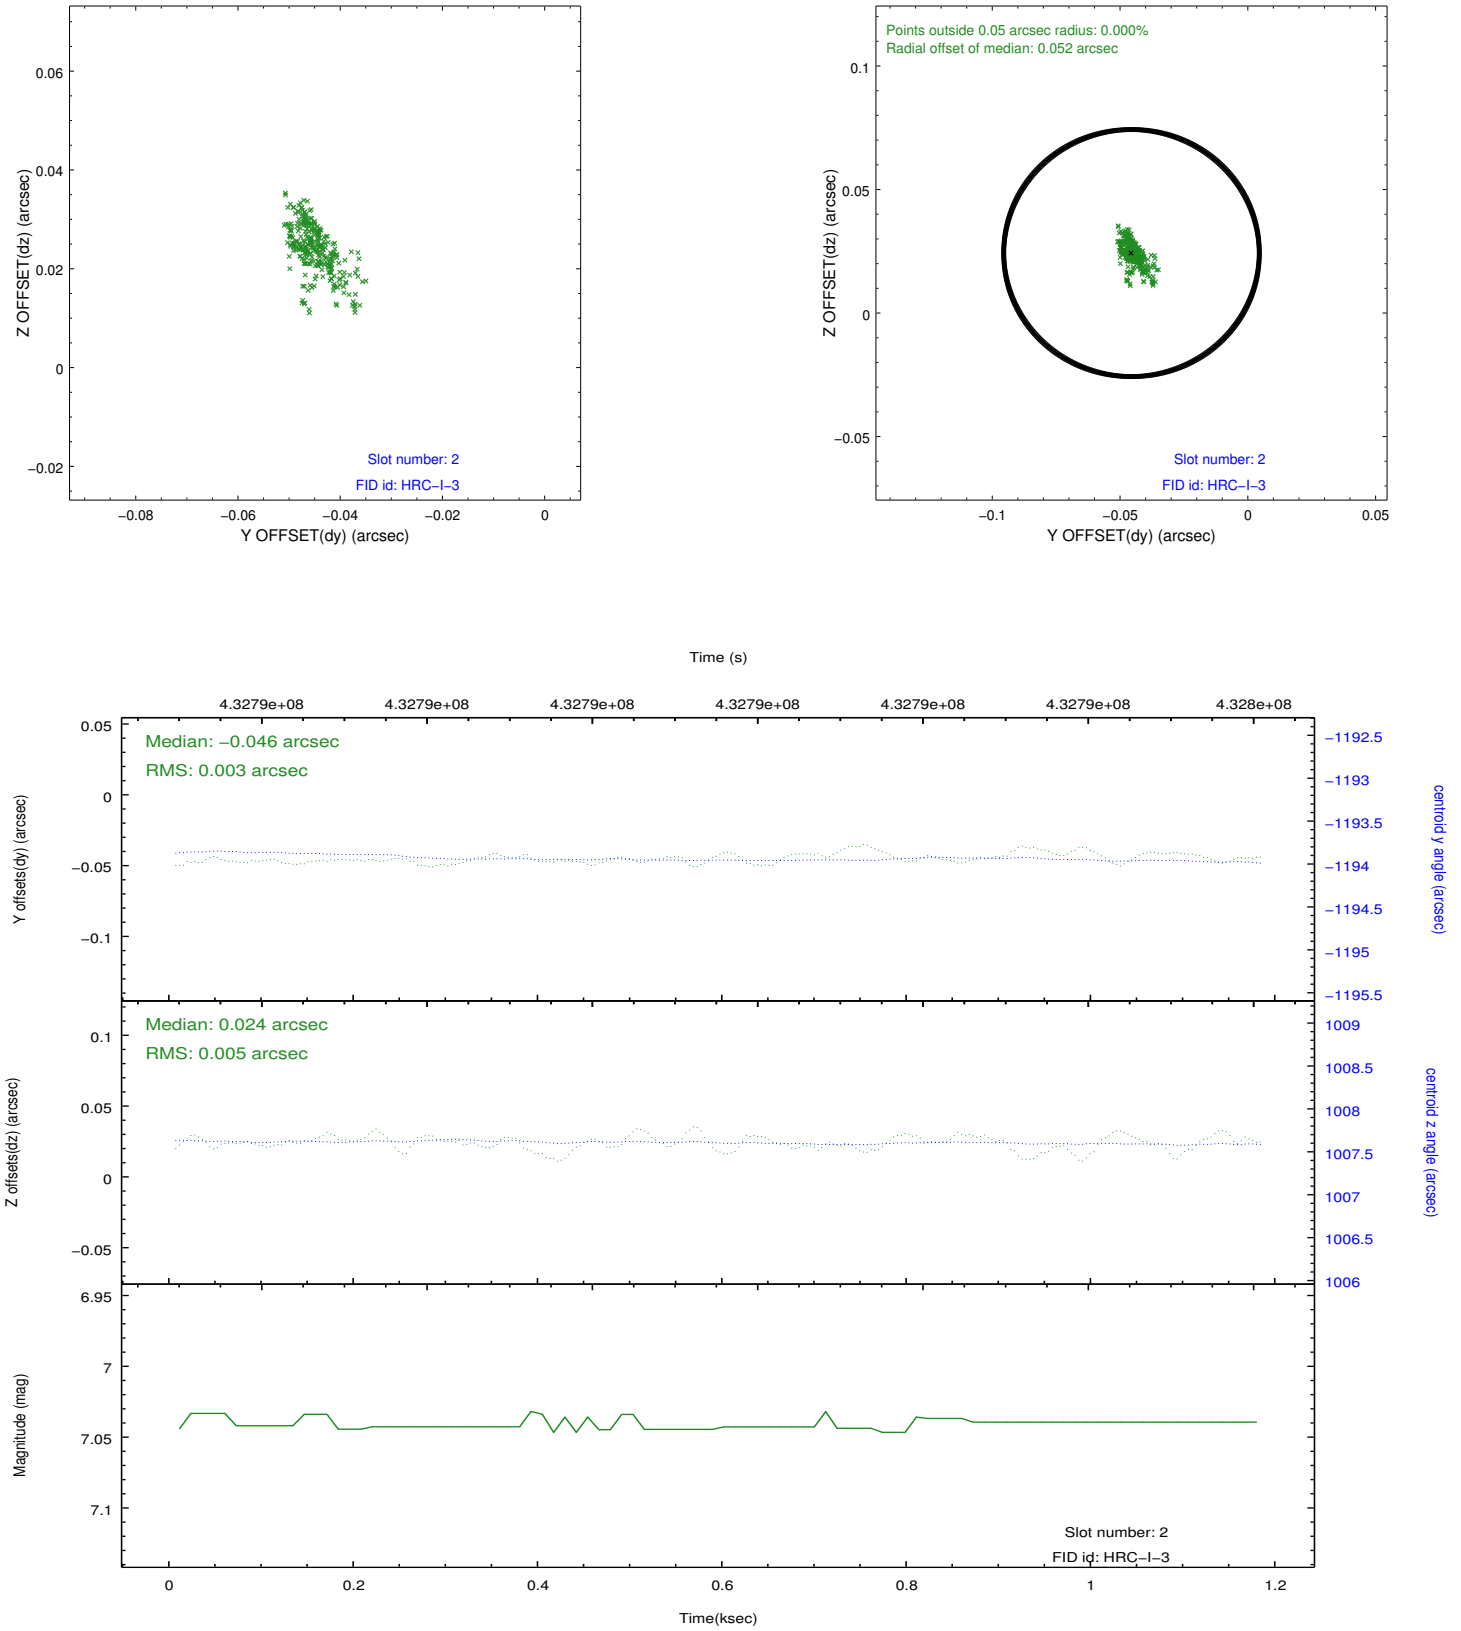 0.06
0.04
0.02
0
−0.02
Z OFFSET(dz) (arcsec)
Slot number: 2
FID id: HRC−I−3
−0.08 −0.06 −0.04 −0.02 0
Y OFFSET(dy) (arcsec)
Points outside 0.05 arcsec radius: 0.000%
Radial offset of median: 0.052 arcsec
0.1
0.05
0
−0.05
Z OFFSET(dz) (arcsec)
Slot number: 2
FID id: HRC−I−3
−0.1 −0.05 0 0.05
Y OFFSET(dy) (arcsec)
Time (s)
4.3279e+08 4.3279e+08 4.3279e+08 4.3279e+08 4.3279e+08 4.3279e+08 4.328e+08
Median: −0.046 arcsec
RMS: 0.003 arcsec
0.05
0
−0.05
−0.1
Y offsets(dy) (arcsec)
−1192.5
−1193
−1193.5
−1194
−1194.5
−1195
−1195.5
centroid y angle (arcsec)
Median: 0.024 arcsec
RMS: 0.005 arcsec
0.1
0.05
0
−0.05
Z offsets(dz) (arcsec)
1009
1008.5
1008
1007.5
1007
1006.5
1006
centroid z angle (arcsec)
6.95
7
7.05
7.1
Magnitude (mag)
Slot number: 2
FID id: HRC−I−3
0 0.2 0.4 0.6 0.8 1 1.2
Time(ksec)